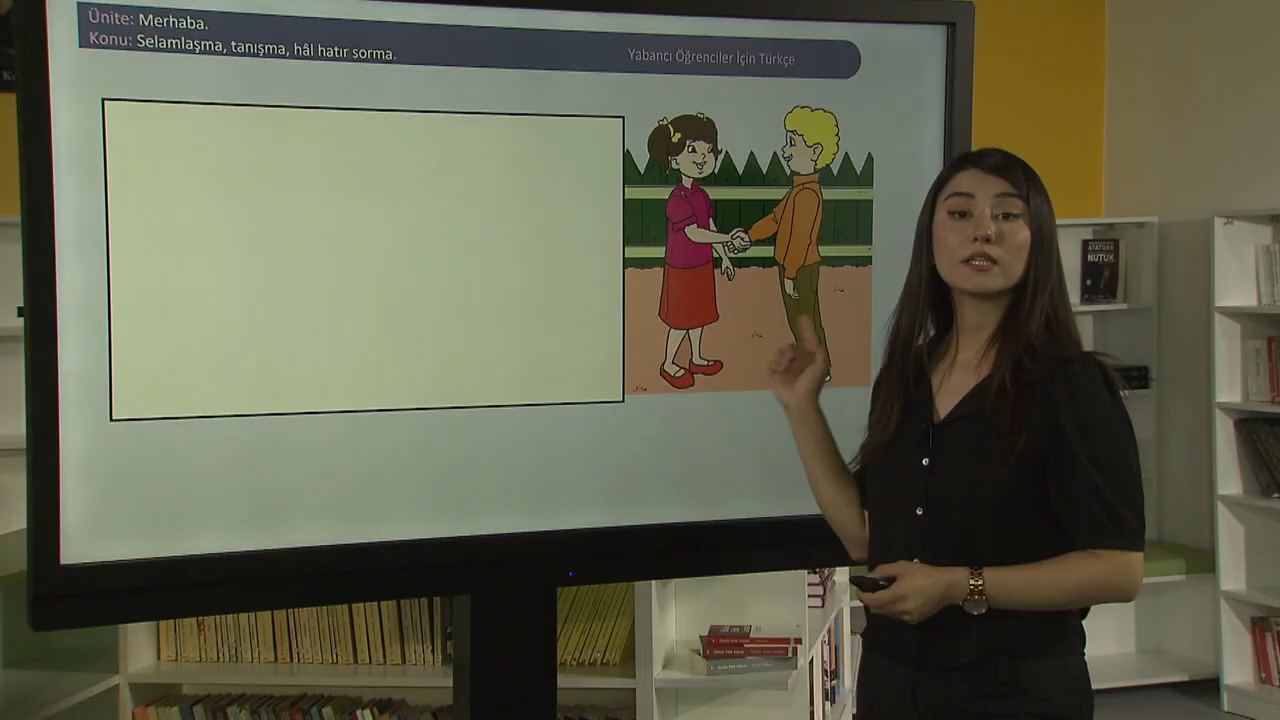 Ünite: Merhaba.
Konu: Selamlaşma, tanışma, hâl hatır sorma.
Yabancı Öğrenciler İçin Türkçe
ATATÜRK
NUTUK